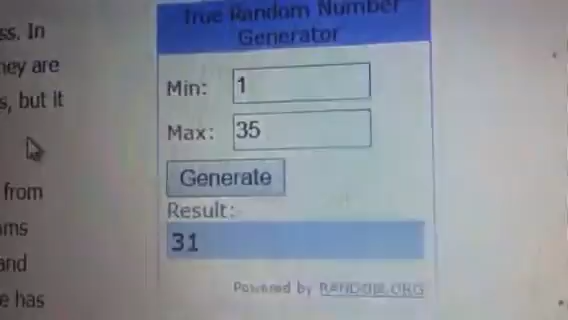 ss. In
hey are
s, but it
from
ms
and
e has
True Random Number
Generator
Min: 1
Max: 35
Generate
Result:
31
Powered by RANDOM.ORG